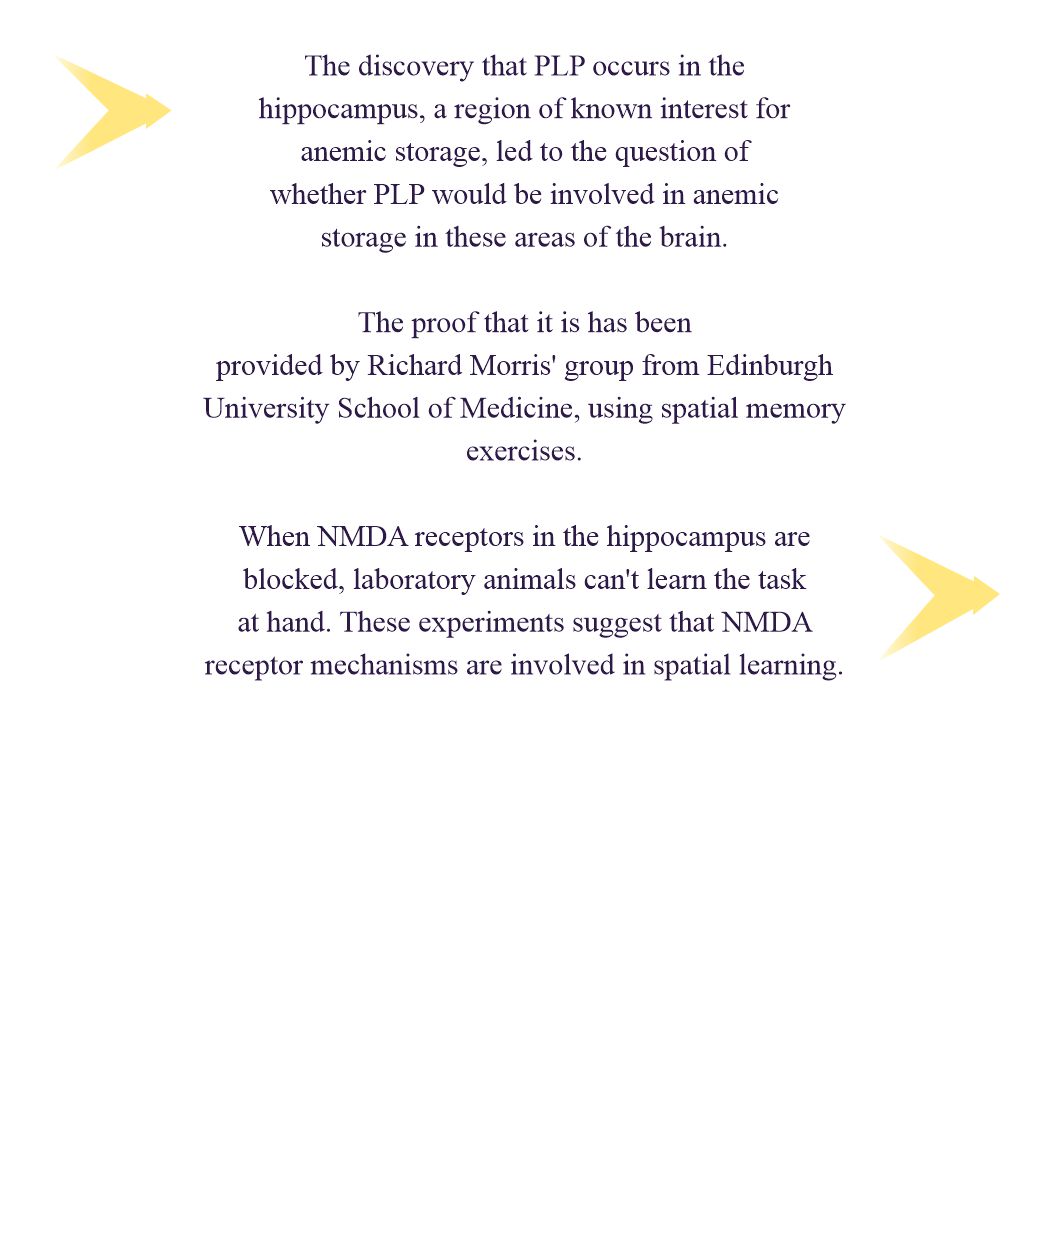 The discovery that PLP occurs in the
hippocampus, a region of known interest for
anemic storage, led to the question of
whether PLP would be involved in anemic
storage in these areas of the brain.
The proof that it is has been
provided by Richard Morris' group from Edinburgh
University School of Medicine, using spatial memory
exercises.
When NMDA receptors in the hippocampus are
blocked, laboratory animals can't learn the task
at hand. These experiments suggest that NMDA
receptor mechanisms are involved in spatial learning.